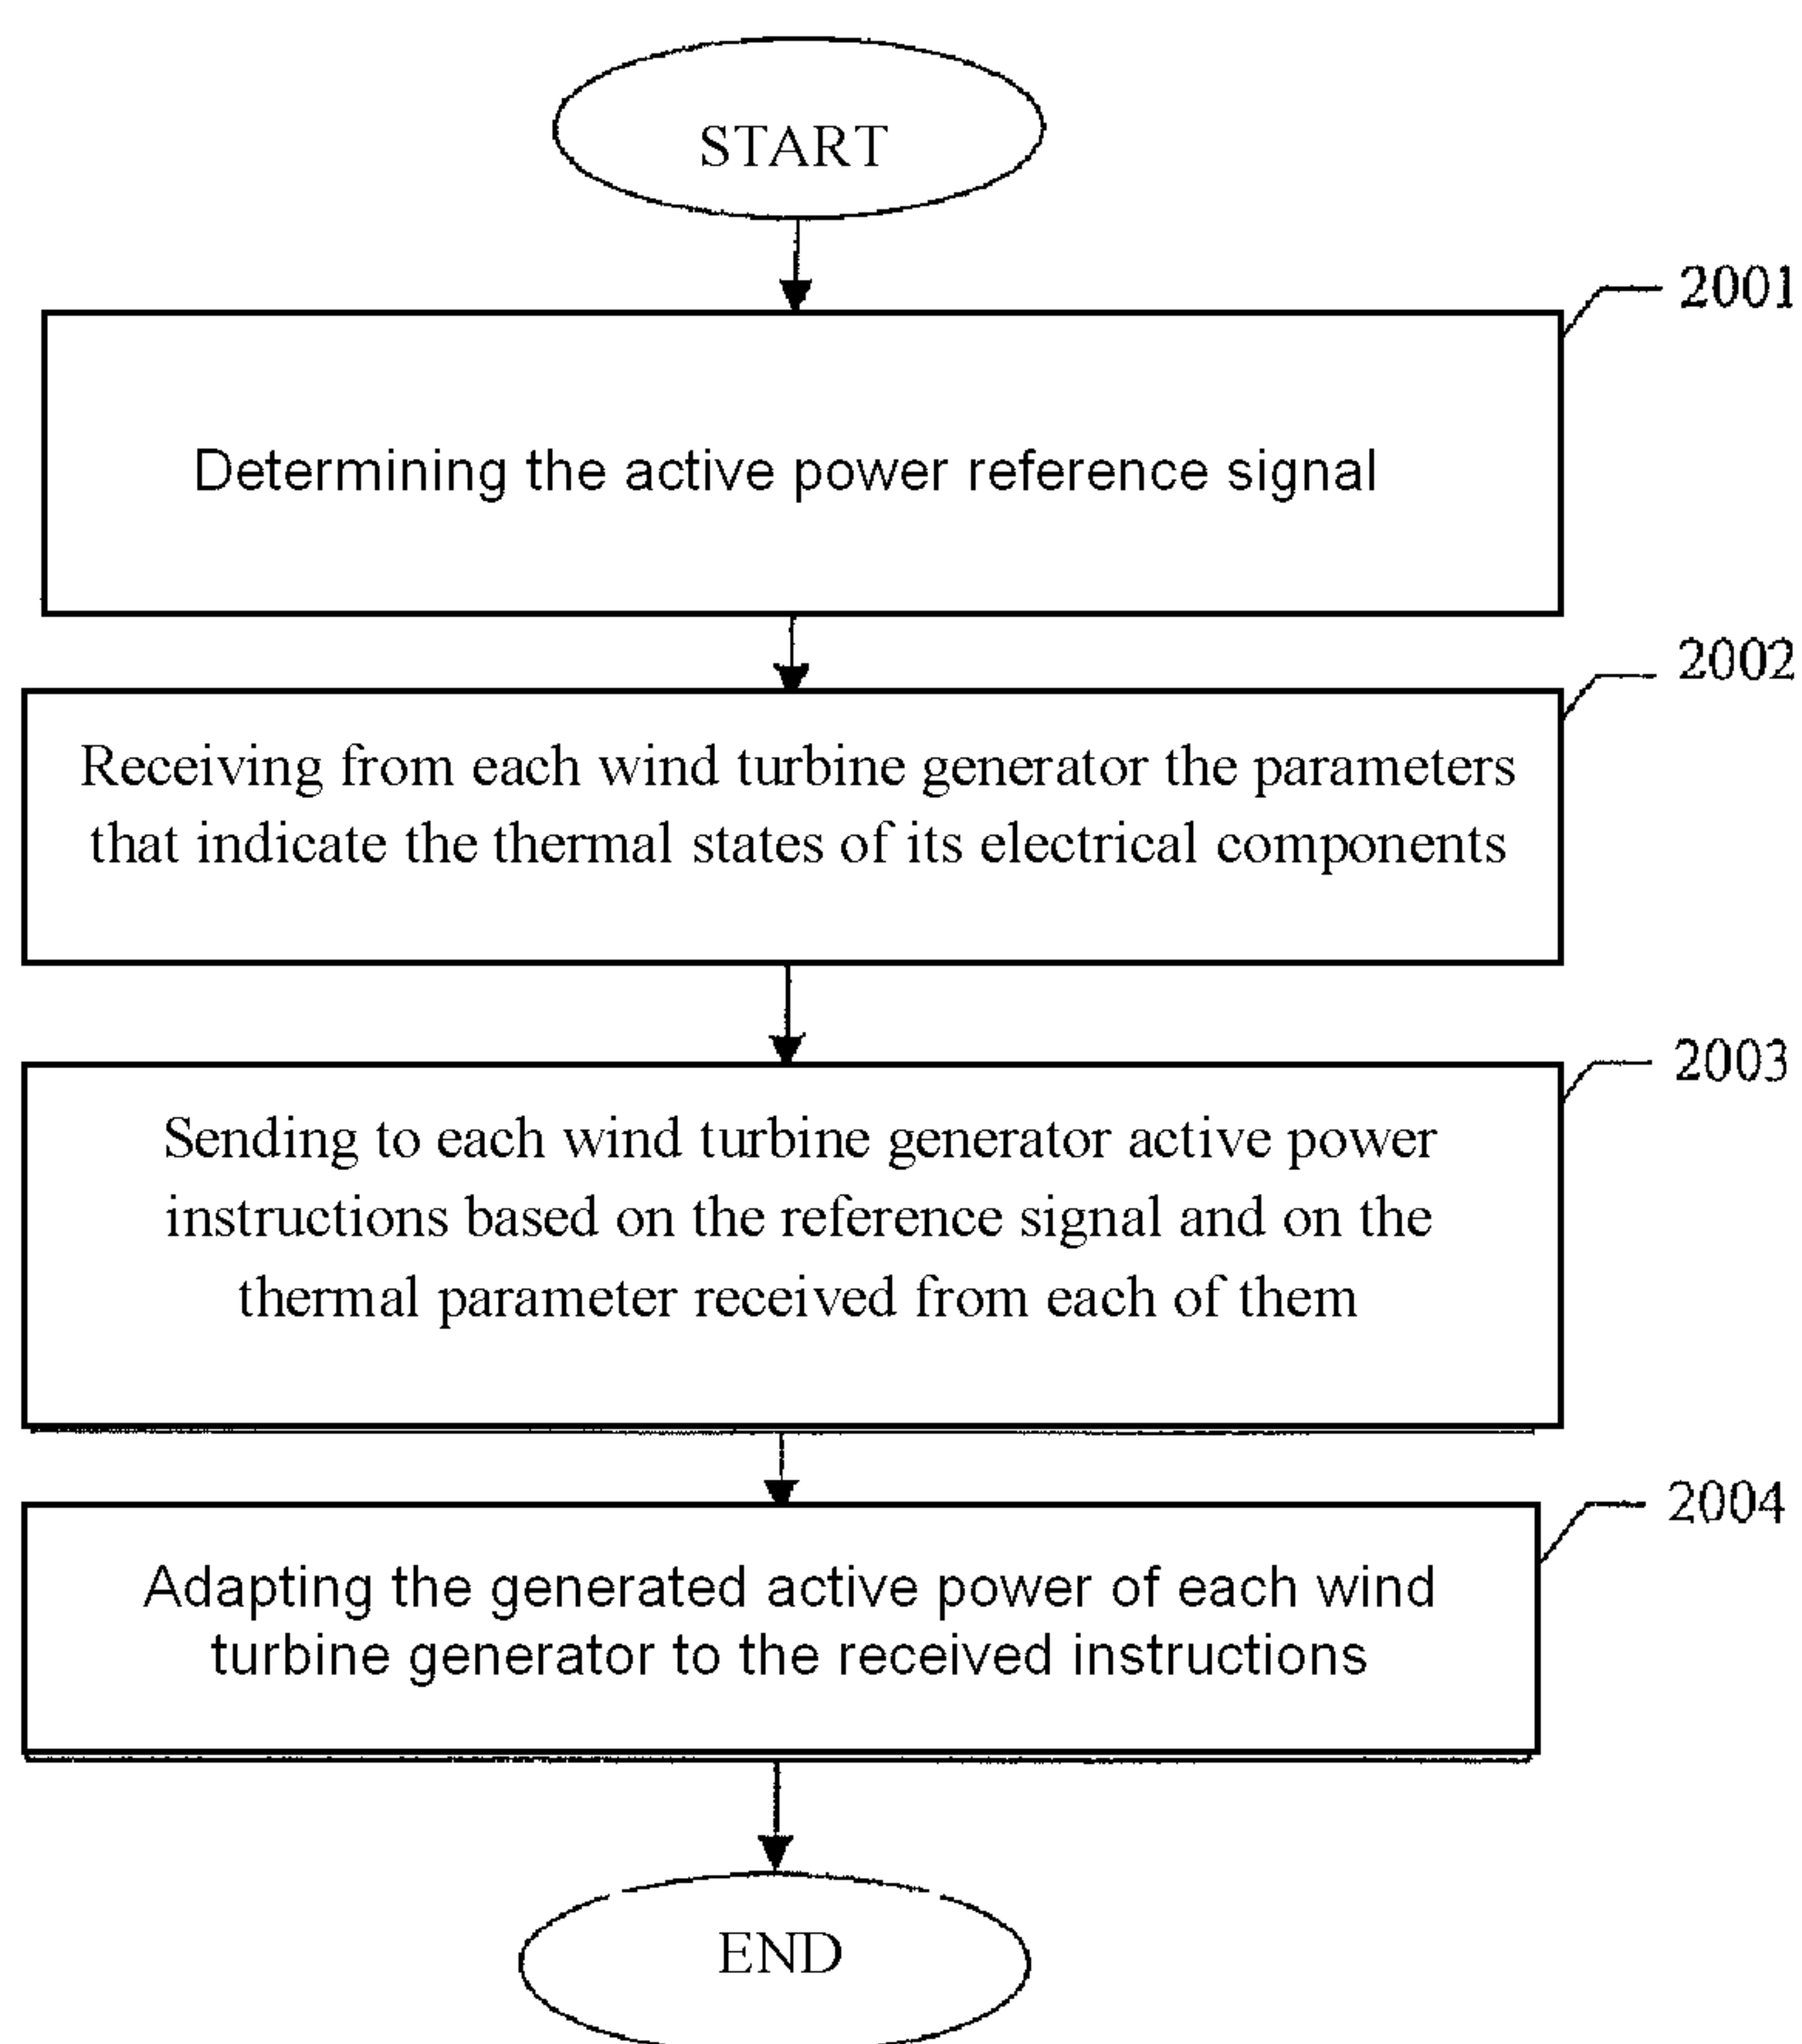 START
2001
Determining the active power reference signal
2002
Receiving from each wind turbine generator the parameters
that indicate the thermal states of its electrical components
2003
Sending to each wind turbine generator active power
instructions based on the reference signal and on the
thermal parameter received from each of them
2004
Adapting the generated active power of each wind
turbine generator to the received instructions
END